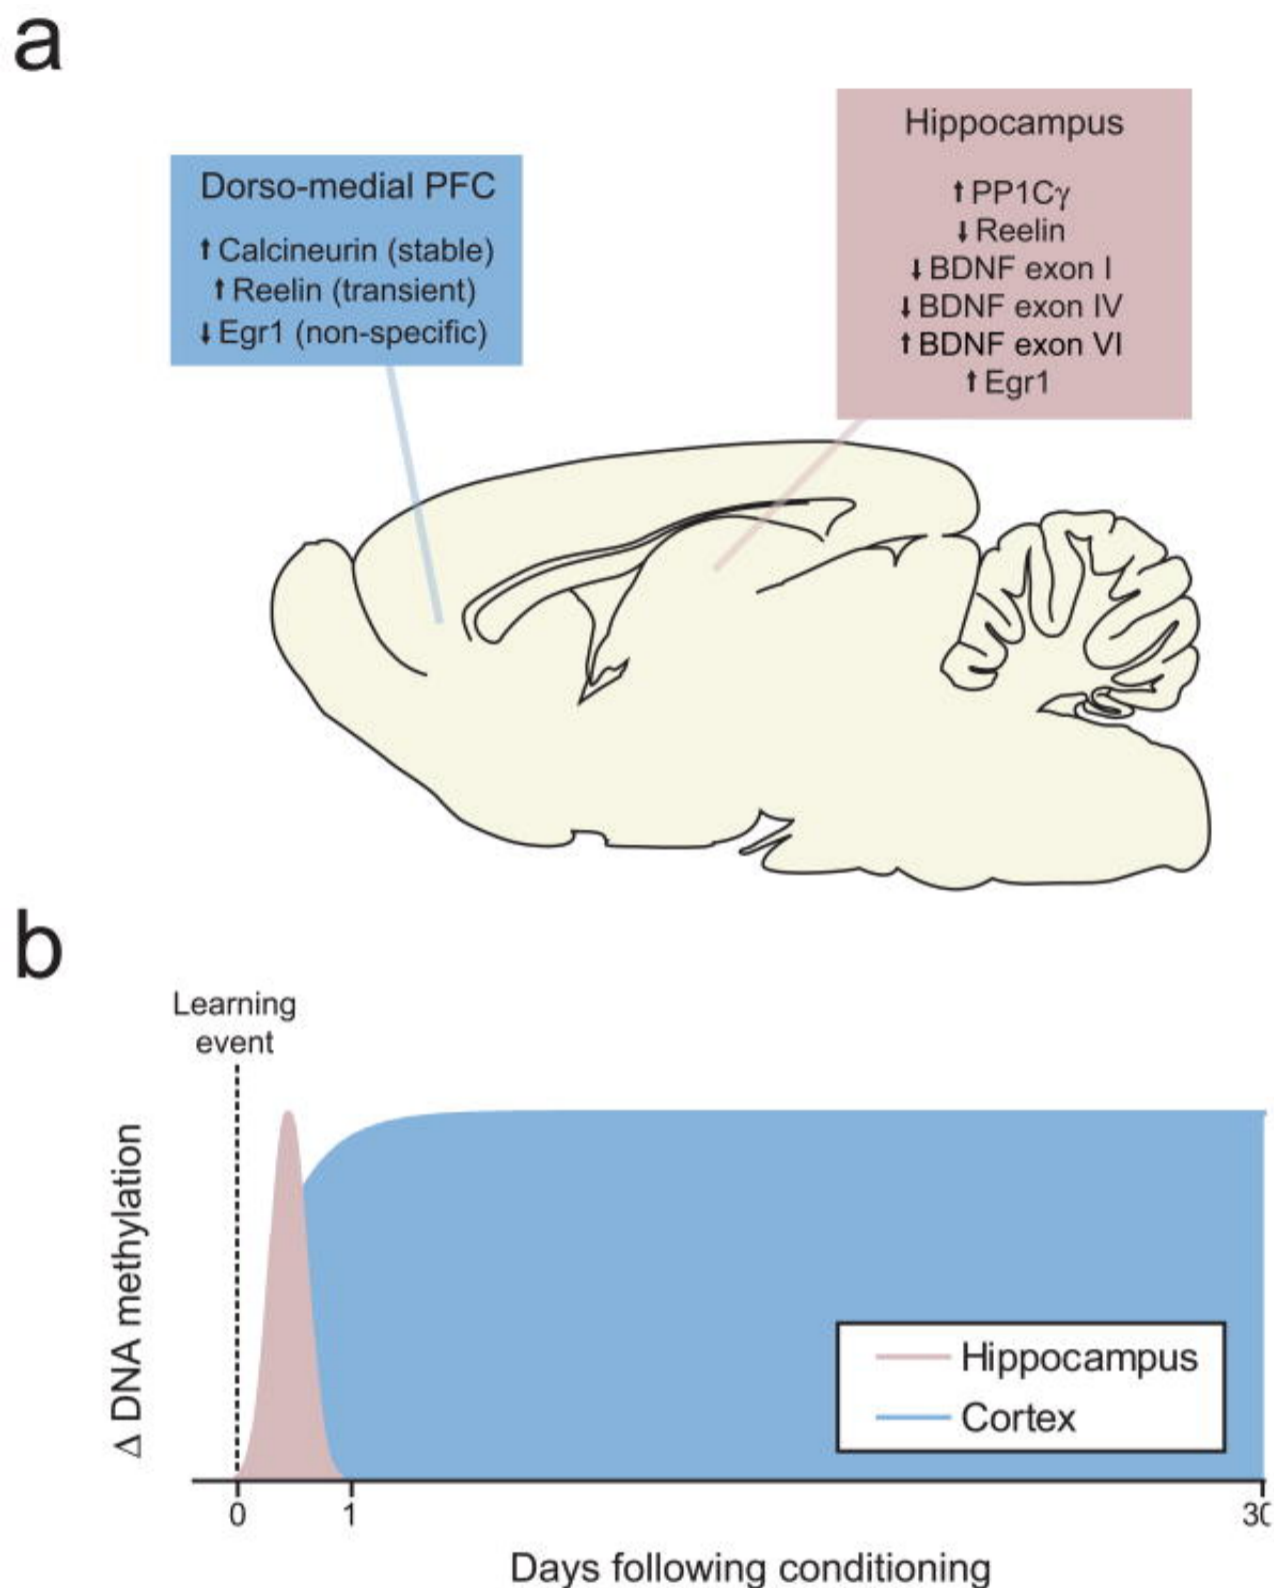 a
Hippocampus
↑ PP1Cγ
↓ Reelin
↓ BDNF exon I
↓ BDNF exon IV
↑ BDNF exon VI
↑ Egr1
Dorso-medial PFC
↑ Calcineurin (stable)
↑ Reelin (transient)
↓ Egr1 (non-specific)
b
Learning
event
Δ DNA methylation
Hippocampus
Cortex
0 1 30
Days following conditioning